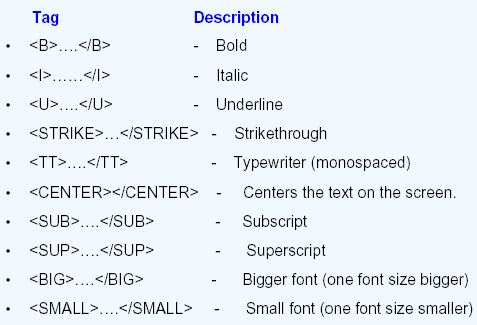 Tag Description
• <B>....</B> - Bold
• <I>......</I> - Italic
• <U>....</U> - Underline
• <STRIKE>...</STRIKE> - Strikethrough
• <TT>....</TT> - Typewriter (monospaced)
• <CENTER></CENTER> - Centers the text on the screen.
• <SUB>....</SUB> - Subscript
• <SUP>....</SUP> - Superscript
• <BIG>....</BIG> - Bigger font (one font size bigger)
• <SMALL>....</SMALL> - Small font (one font size smaller)